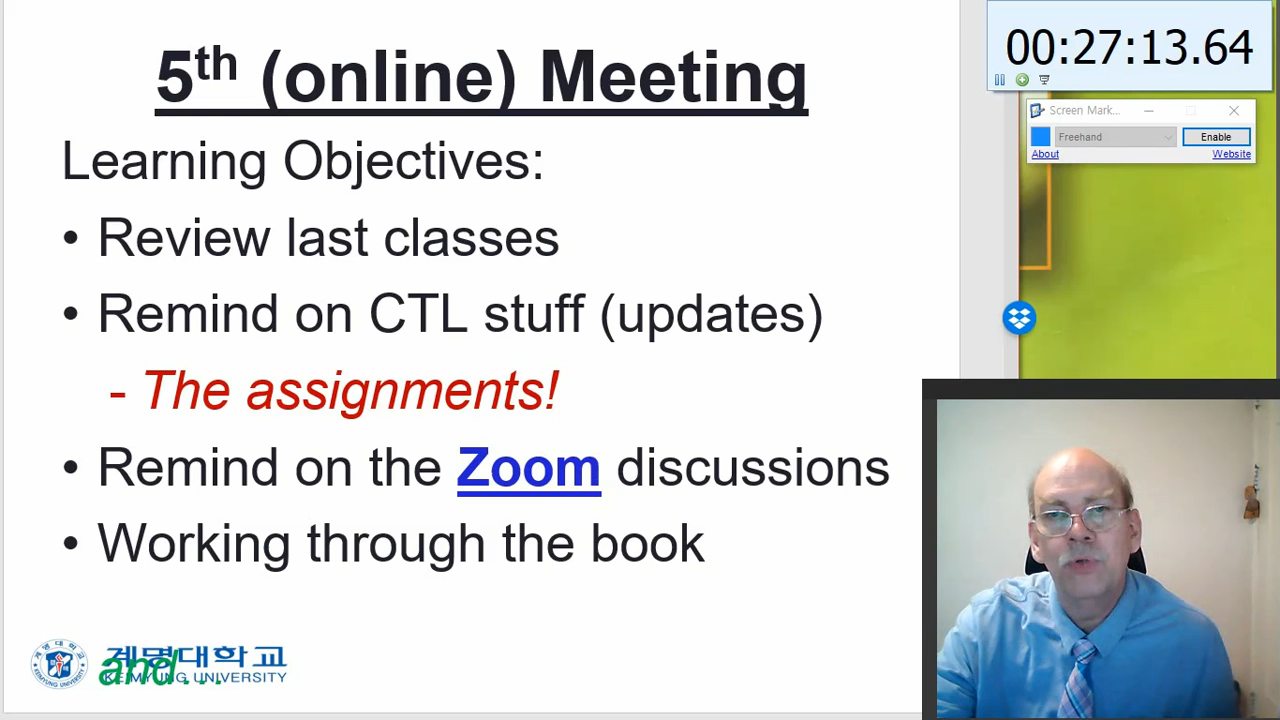 5th (online) Meeting
Learning Objectives:
• Review last classes
• Remind on CTL stuff (updates)
- The assignments!
• Remind on the Zoom discussions
• Working through the book
and...
계명대학교
KEIMYUNG UNIVERSITY
00:27:13.64
Screen Mark...
Freehand
Enable
About
Website